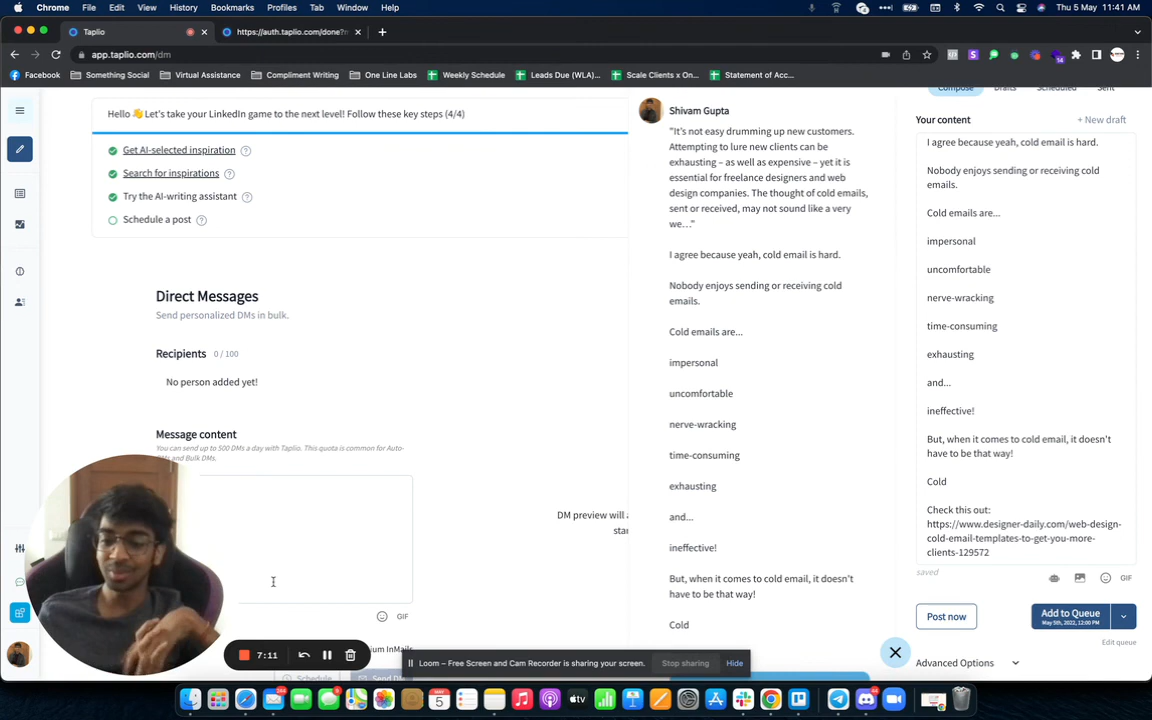 Chrome File Edit View History Bookmarks Profiles Tab Window Help
Thu 5 May 11:41 AM
Taplio
https://auth.taplio.com/done?n
app.taplio.com/dm
14
Facebook Something Social Virtual Assistance Compliment Writing One Line Labs Weekly Schedule Leads Due (WLA)... Scale Clients x On... Statement of Acc...
Hello 👋 Let's take your LinkedIn game to the next level! Follow these key steps (4/4)
Get AI-selected inspiration ?
Search for inspirations ?
Try the AI-writing assistant ?
Schedule a post ?
Direct Messages
Send personalized DMs in bulk.
Recipients 0 / 100
No person added yet!
Message content
You can send up to 500 DMs a day with Taplio. This quota is common for Auto-
DMs and Bulk DMs.
GIF
DM preview will
star
ium InMails
Schedule Send DM
7:11
Shivam Gupta
"It's not easy drumming up new customers.
Attempting to lure new clients can be
exhausting – as well as expensive – yet it is
essential for freelance designers and web
design companies. The thought of cold emails,
sent or received, may not sound like a very
we..."
I agree because yeah, cold email is hard.
Nobody enjoys sending or receiving cold
emails.
Cold emails are...
impersonal
uncomfortable
nerve-wracking
time-consuming
exhausting
and...
ineffective!
But, when it comes to cold email, it doesn't
have to be that way!
Cold
Loom – Free Screen and Cam Recorder is sharing your screen. Stop sharing Hide
Compose Drafts Scheduled Sent
Your content + New draft
I agree because yeah, cold email is hard.
Nobody enjoys sending or receiving cold
emails.
Cold emails are...
impersonal
uncomfortable
nerve-wracking
time-consuming
exhausting
and...
ineffective!
But, when it comes to cold email, it doesn't
have to be that way!
Cold
Check this out:
https://www.designer-daily.com/web-design-
cold-email-templates-to-get-you-more-
clients-129572
saved
GIF
Post now
Add to Queue
May 5th, 2022, 12:00 PM
Edit queue
Advanced Options